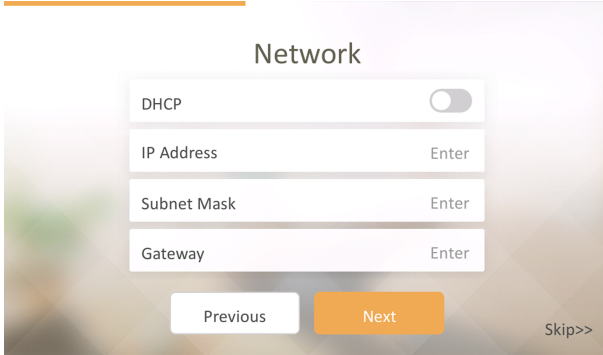 Network
DHCP
IP Address Enter
Subnet Mask Enter
Gateway Enter
Previous Next
Skip>>